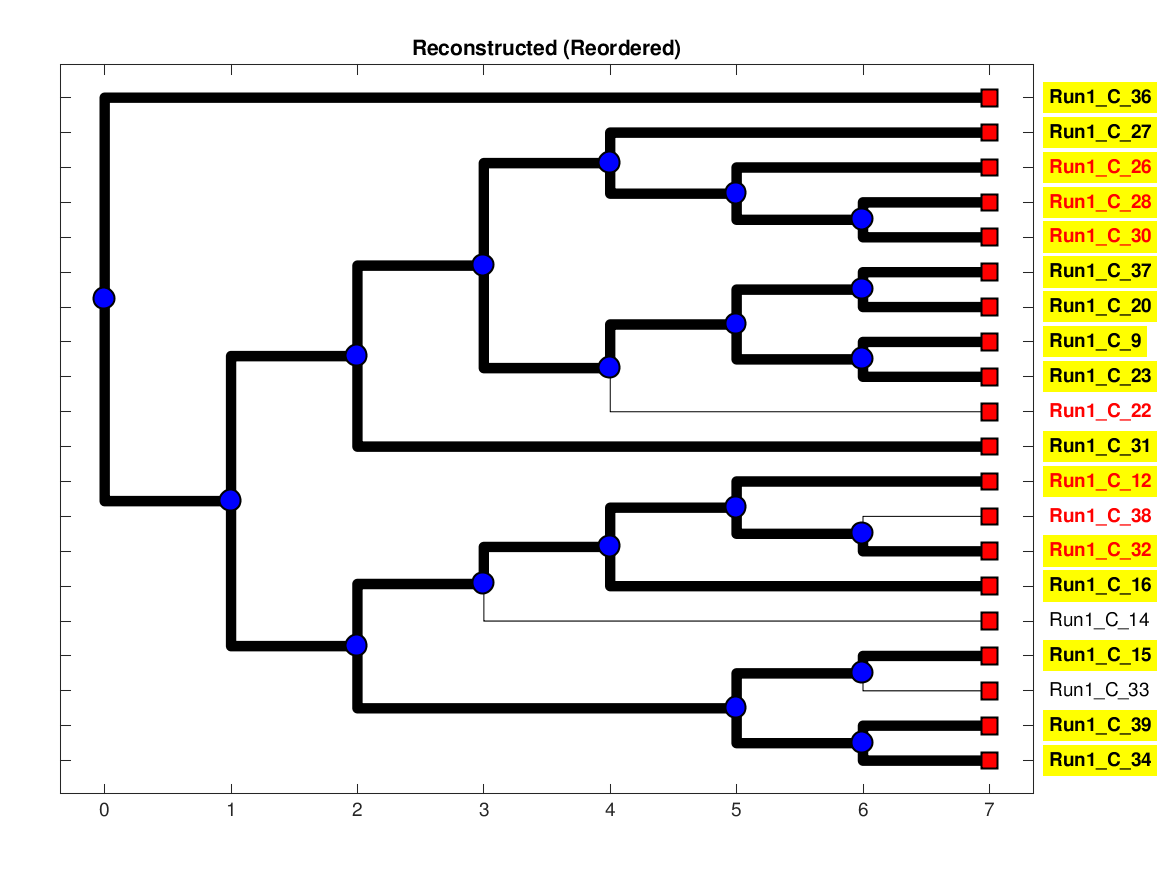 Reconstructed (Reordered)
Run1_C_36
Run1_C_27
Run1_C_26
Run1_C_28
Run1_C_30
Run1_C_37
Run1_C_20
Run1_C_9
Run1_C_23
Run1_C_22
Run1_C_31
Run1_C_12
Run1_C_38
Run1_C_32
Run1_C_16
Run1_C_14
Run1_C_15
Run1_C_33
Run1_C_39
Run1_C_34
0 1 2 3 4 5 6 7